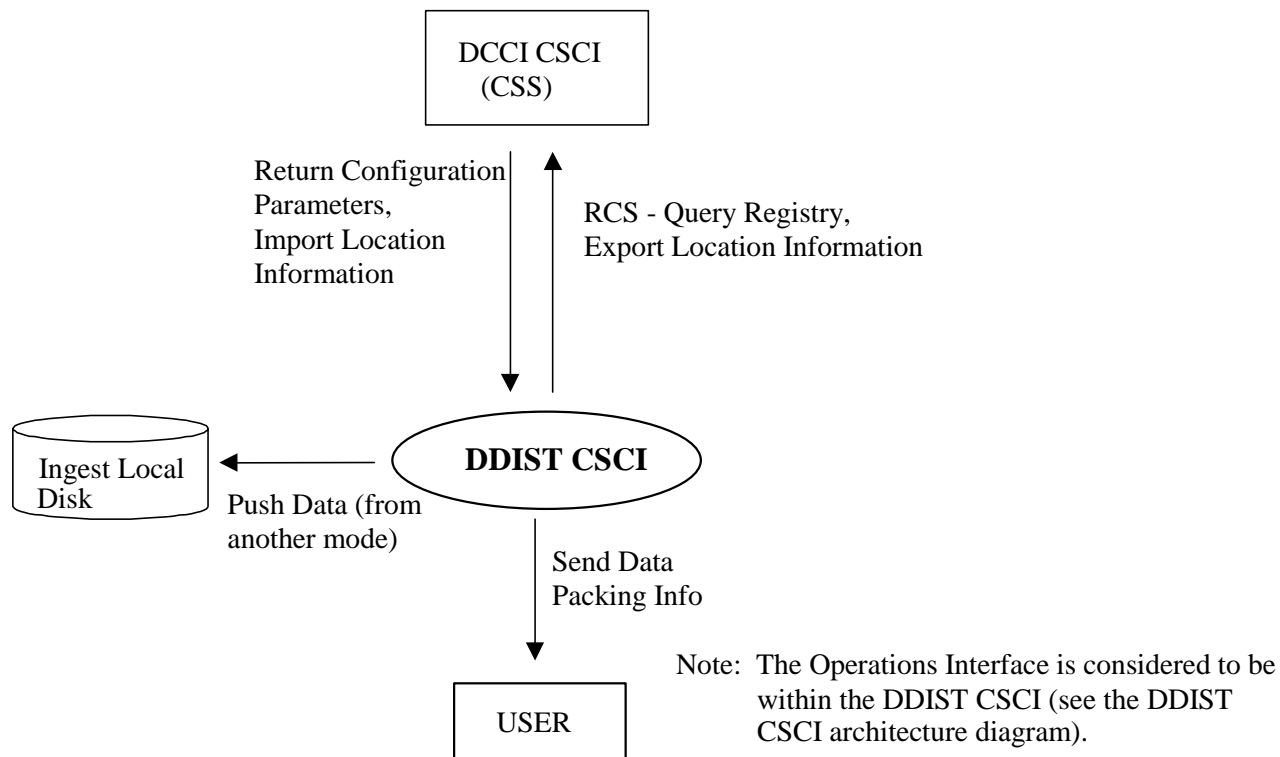 DCCI CSCI
(CSS)
Return Configuration
Parameters,
Import Location
Information
RCS - Query Registry,
Export Location Information
DDIST CSCI
Ingest Local
Disk
Push Data (from
another mode)
Send Data
Packing Info
USER
Note: The Operations Interface is considered to be
within the DDIST CSCI (see the DDIST
CSCI architecture diagram).